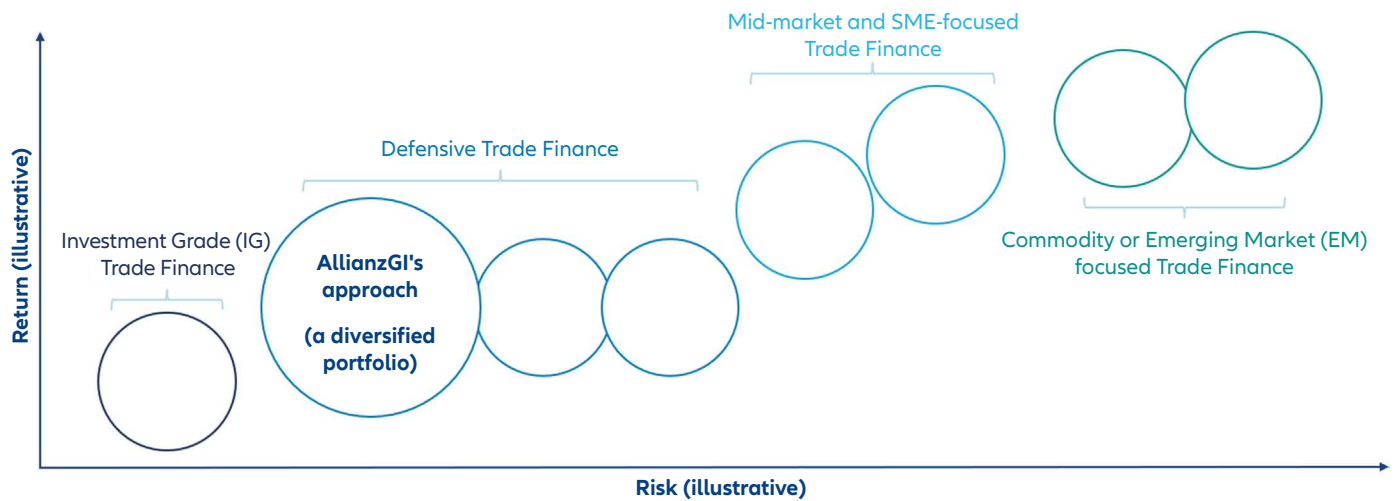 Mid-market and SME-focused
Trade Finance
Defensive Trade Finance
Investment Grade (IG)
Trade Finance
AllianzGI's
approach
(a diversified
portfolio)
Commodity or Emerging Market (EM)
focused Trade Finance
Return (illustrative)
Risk (illustrative)